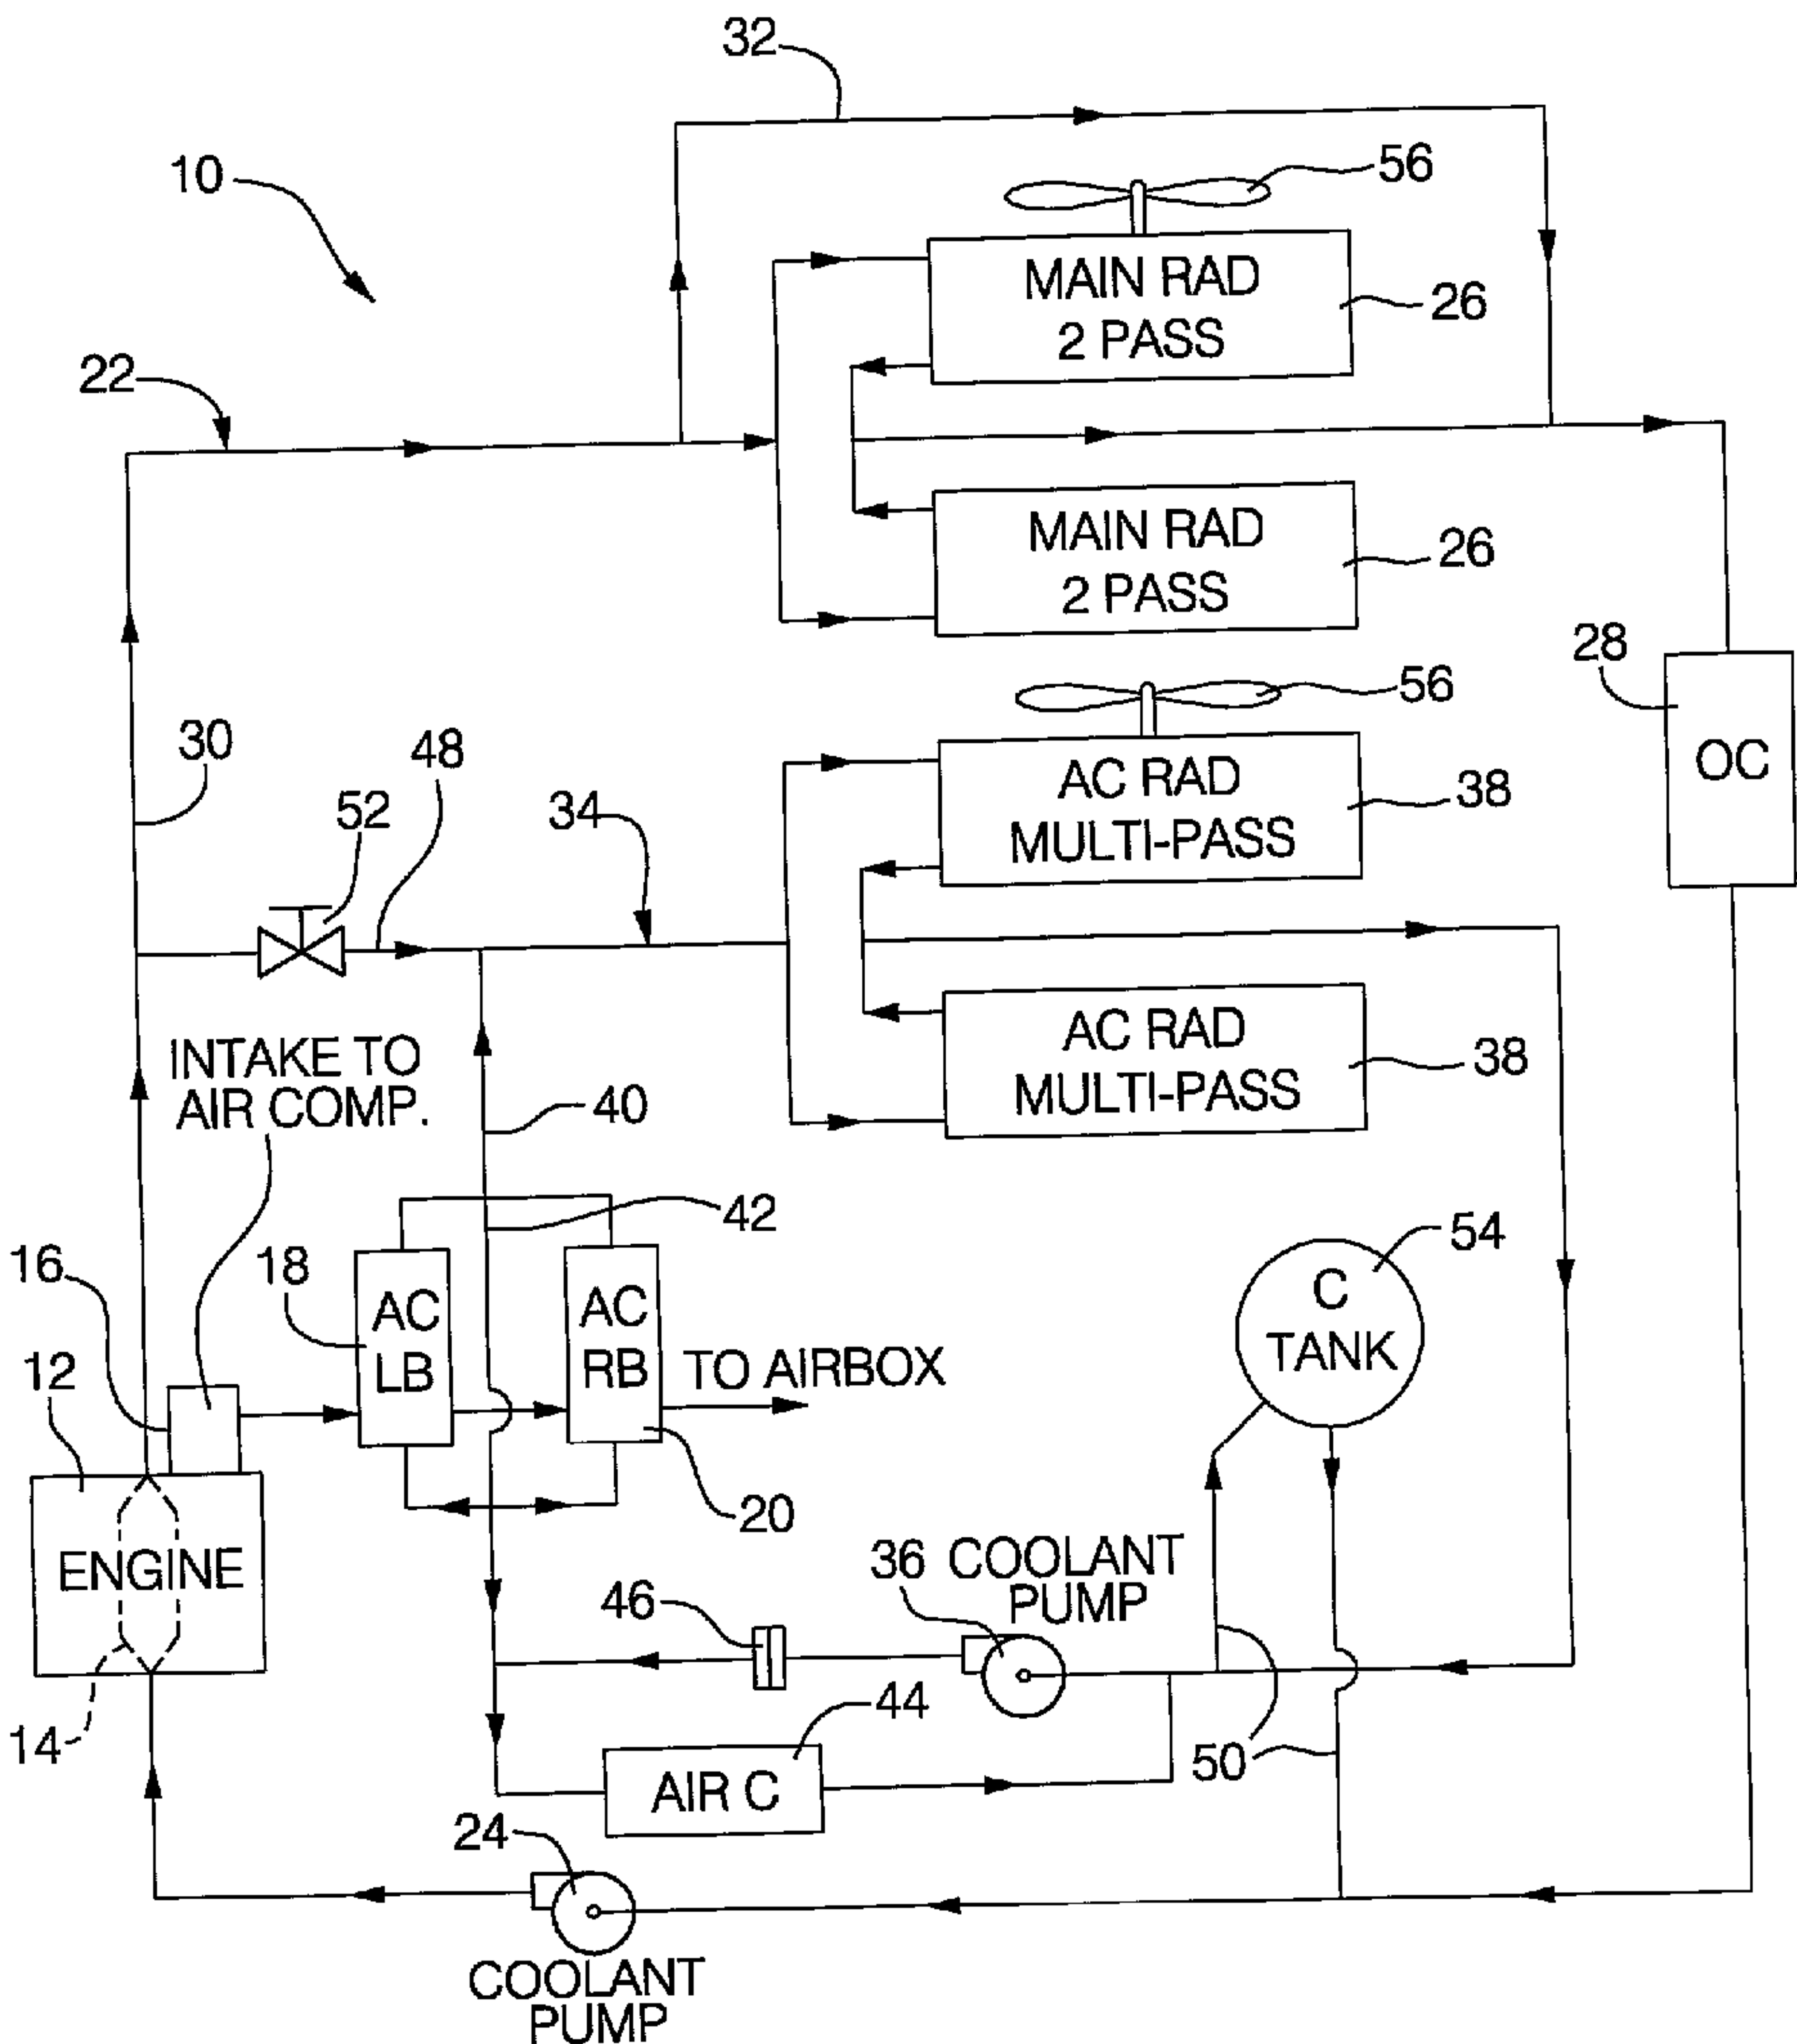 32
10
56
MAIN RAD
2 PASS
26
22
MAIN RAD
2 PASS
26
28
OC
30
52
48
34
56
AC RAD
MULTI-PASS
38
INTAKE TO
AIR COMP.
40
AC RAD
MULTI-PASS
38
42
16
18
AC
LB
AC
RB
TO AIRBOX
54
C
TANK
12
20
ENGINE
14
46
36
COOLANT
PUMP
44
50
AIR C
24
COOLANT
PUMP